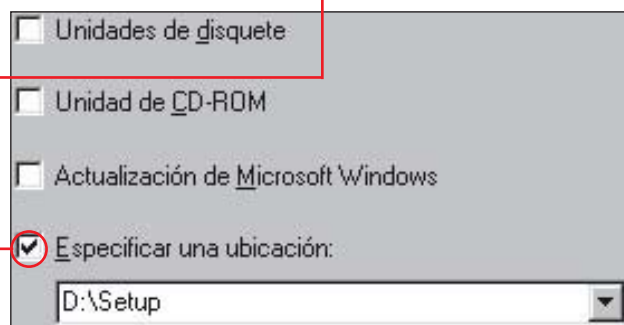 Unidades de disquete
Unidad de CD-ROM
Actualización de Microsoft Windows
Especificar una ubicación:
D:\Setup